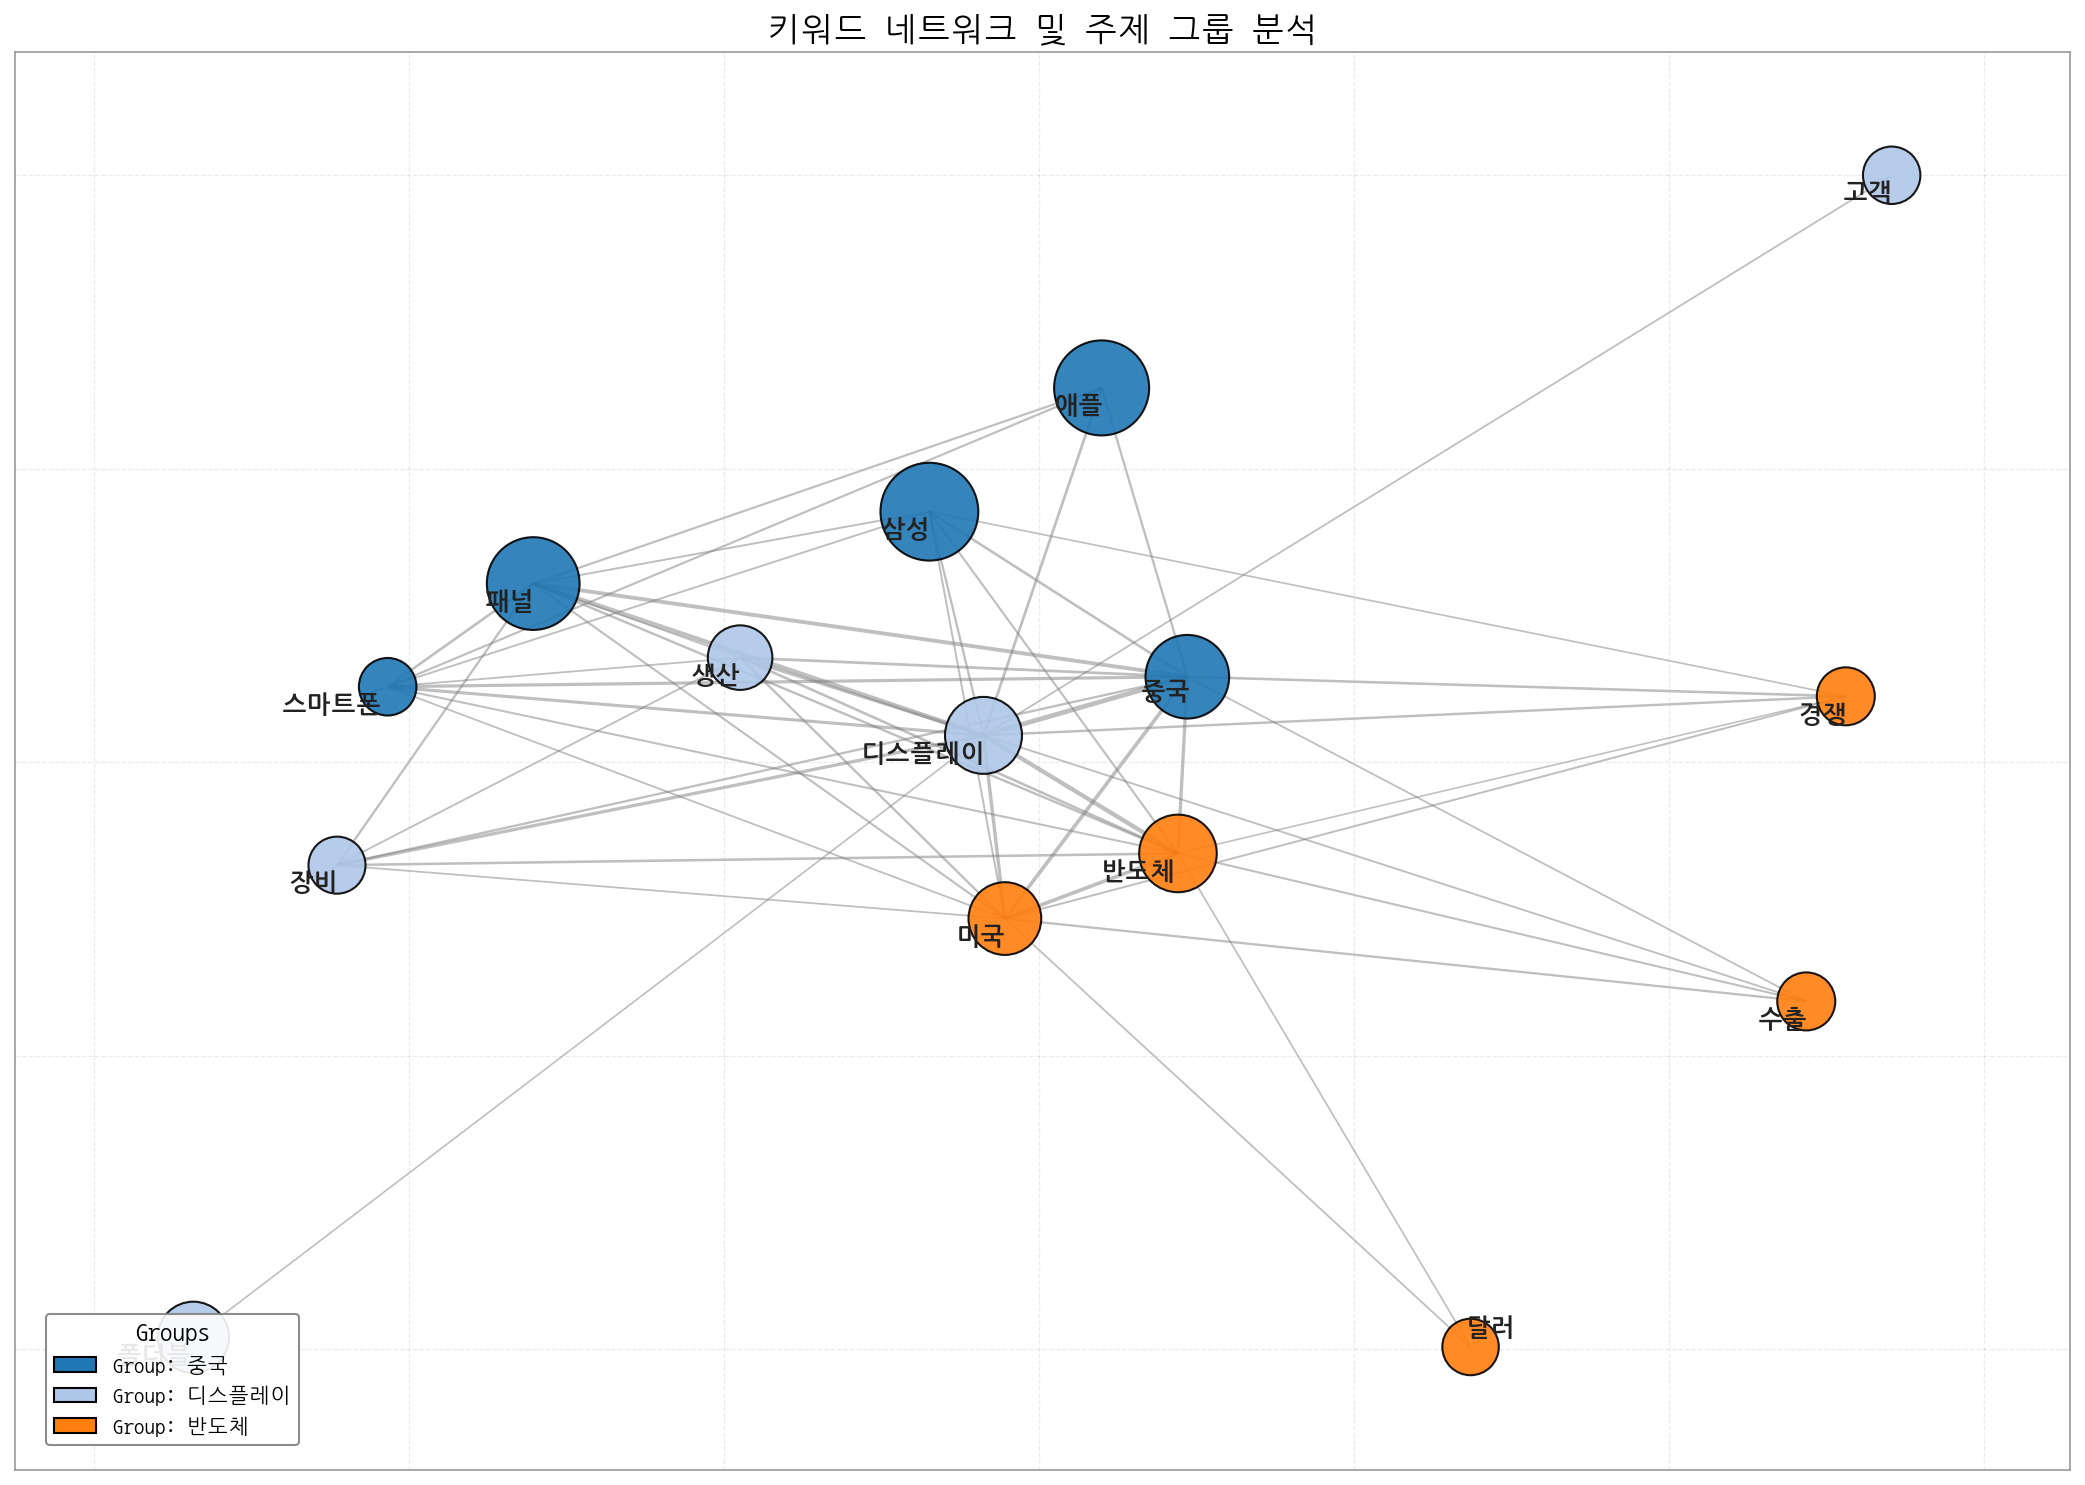 키워드 네트워크 및 주제 그룹 분석
고객
애플
삼성
패널
생산
스마트폰
중국
경쟁
디스플레이
장비
반도체
미국
수출
달러
폴더블
Groups
Group: 중국
Group: 디스플레이
Group: 반도체